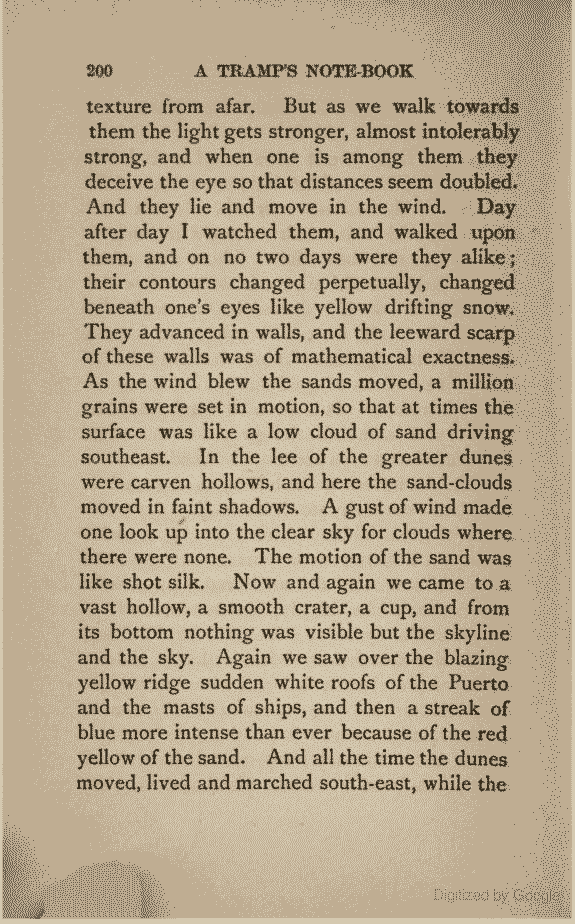 200 A TRAMP'S NOTE-BOOK
texture from afar. But as we walk towards
them the light gets stronger, almost intolerably
strong, and when one is among them they
deceive the eye so that distances seem doubled.
And they lie and move in the wind. Day
after day I watched them, and walked upon
them, and on no two days were they alike;
their contours changed perpetually, changed
beneath one's eyes like yellow drifting snow.
They advanced in walls, and the leeward scarp
of these walls was of mathematical exactness.
As the wind blew the sands moved, a million
grains were set in motion, so that at times the
surface was like a low cloud of sand driving
southeast. In the lee of the greater dunes
were carven hollows, and here the sand-clouds
moved in faint shadows. A gust of wind made
one look up into the clear sky for clouds where
there were none. The motion of the sand was
like shot silk. Now and again we came to a
vast hollow, a smooth crater, a cup, and from
its bottom nothing was visible but the skyline
and the sky. Again we saw over the blazing
yellow ridge sudden white roofs of the Puerto
and the masts of ships, and then a streak of
blue more intense than ever because of the red
yellow of the sand. And all the time the dunes
moved, lived and marched south-east, while the
Digitized by Google